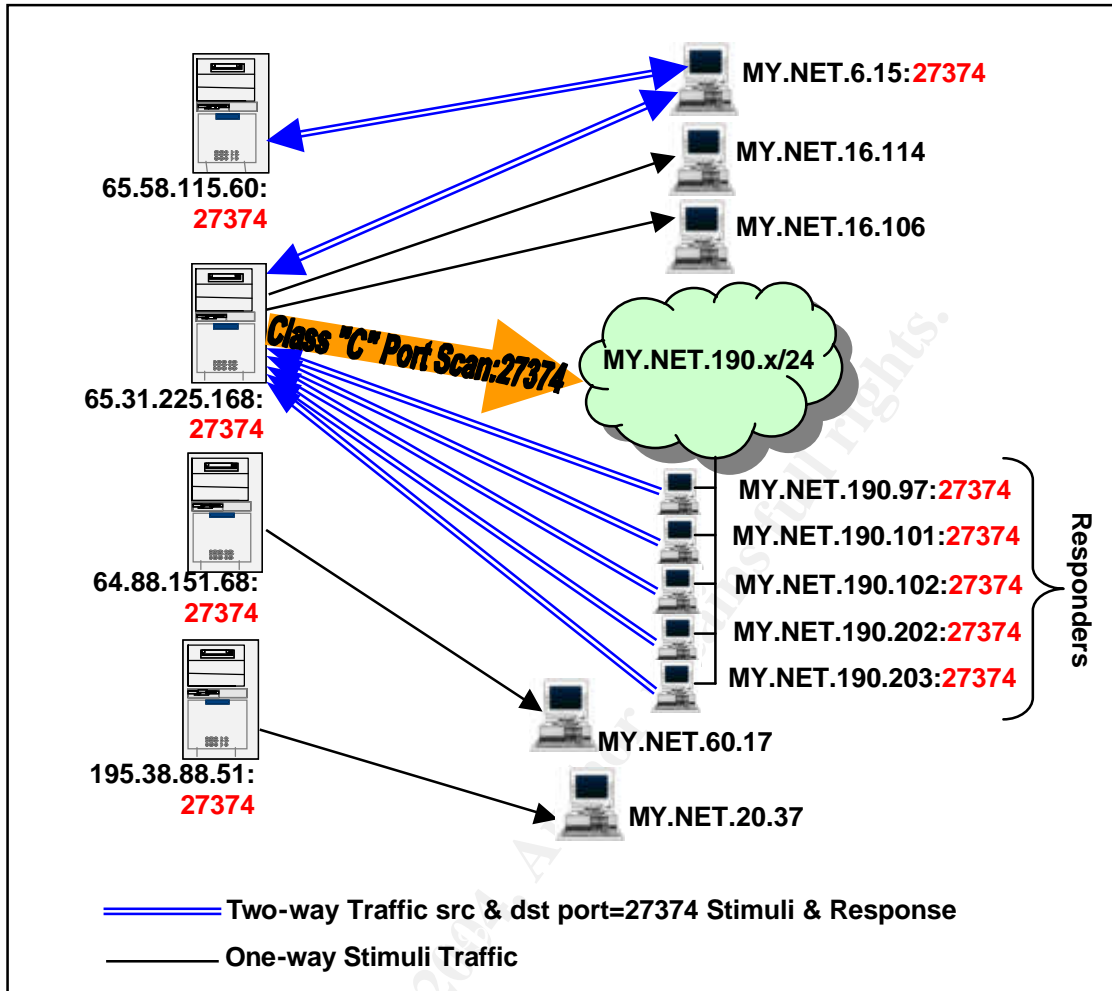 MY.NET.6.15:27374
MY.NET.16.114
65.58.115.60:
27374
MY.NET.16.106
Class "C" Port Scan:27374
MY.NET.190.x/24
65.31.225.168:
27374
MY.NET.190.97:27374
MY.NET.190.101:27374
MY.NET.190.102:27374
MY.NET.190.202:27374
MY.NET.190.203:27374
Responders
64.88.151.68:
27374
MY.NET.60.17
195.38.88.51:
27374
MY.NET.20.37
Two-way Traffic src & dst port=27374 Stimuli & Response
One-way Stimuli Traffic
full rights.